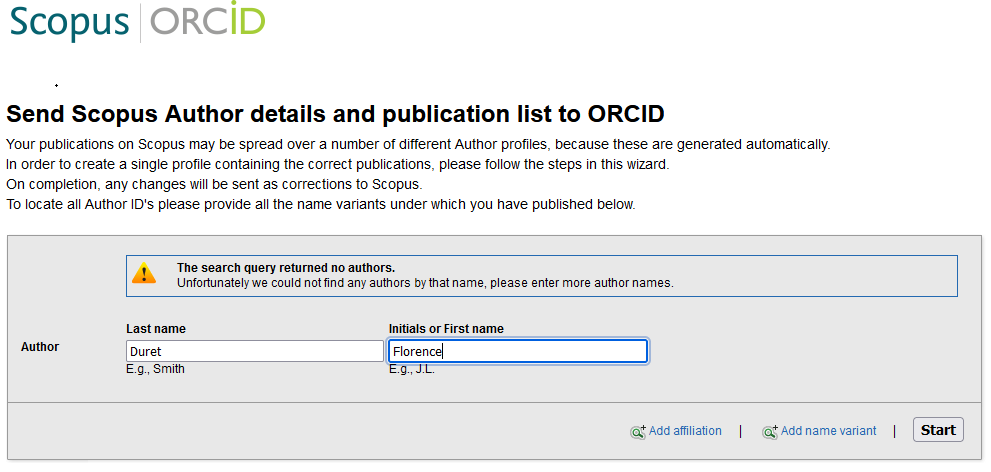 Scopus | ORCID
Send Scopus Author details and publication list to ORCID
Your publications on Scopus may be spread over a number of different Author profiles, because these are generated automatically.
In order to create a single profile containing the correct publications, please follow the steps in this wizard.
On completion, any changes will be sent as corrections to Scopus.
To locate all Author ID's please provide all the name variants under which you have published below.
The search query returned no authors.
Unfortunately we could not find any authors by that name, please enter more author names.
Last name Initials or First name
Author
Duret Florence
E.g., Smith E.g., J.L.
Add affiliation | Add name variant | Start